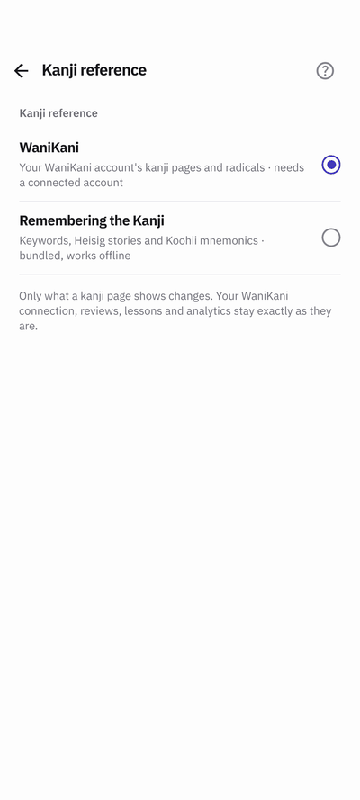 Kanji reference
Kanji reference
WaniKani
Your WaniKani account's kanji pages and radicals · needs
a connected account
Remembering the Kanji
Keywords, Heisig stories and Koohii mnemonics ·
bundled, works offline
Only what a kanji page shows changes. Your WaniKani
connection, reviews, lessons and analytics stay exactly as they
are.